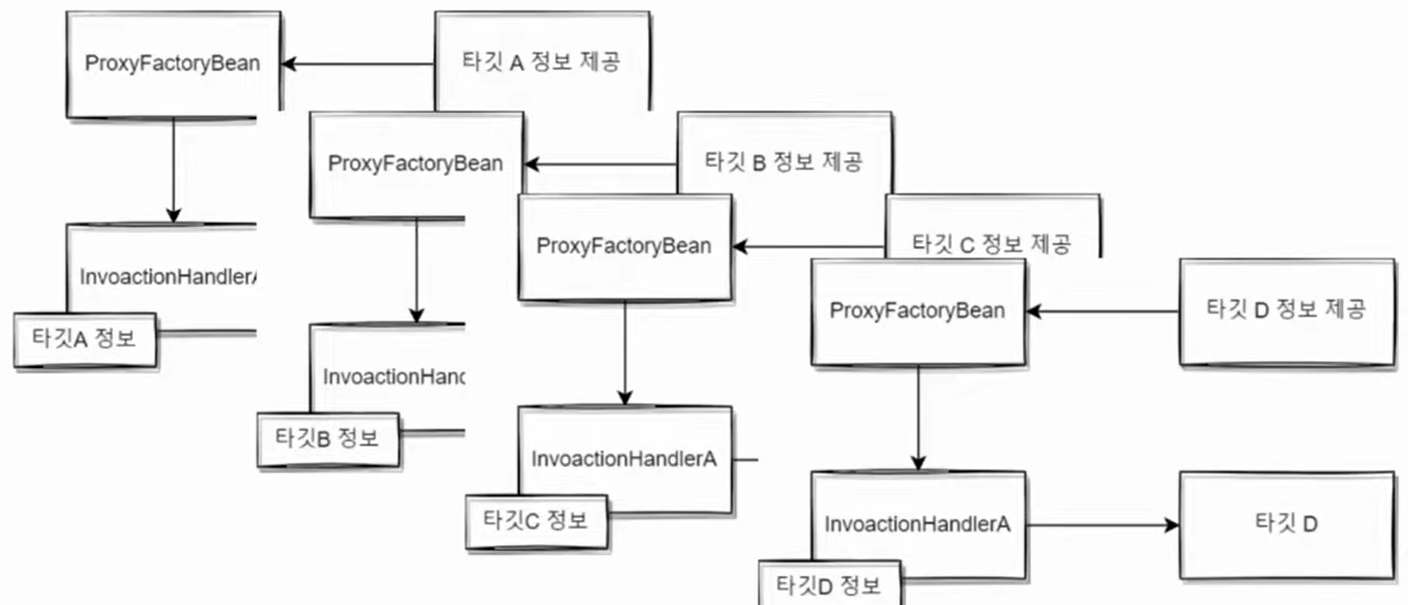 ProxyFactoryBean
타깃 A 정보 제공
ProxyFactoryBean
타깃 B 정보 제공
ProxyFactoryBean
타깃 C 정보 제공
ProxyFactoryBean
타깃 D 정보 제공
InvoactionHandlerA
타깃A 정보
InvoactionHand
타깃B 정보
InvoactionHandlerA
타깃C 정보
InvoactionHandlerA
타깃 D
타깃D 정보